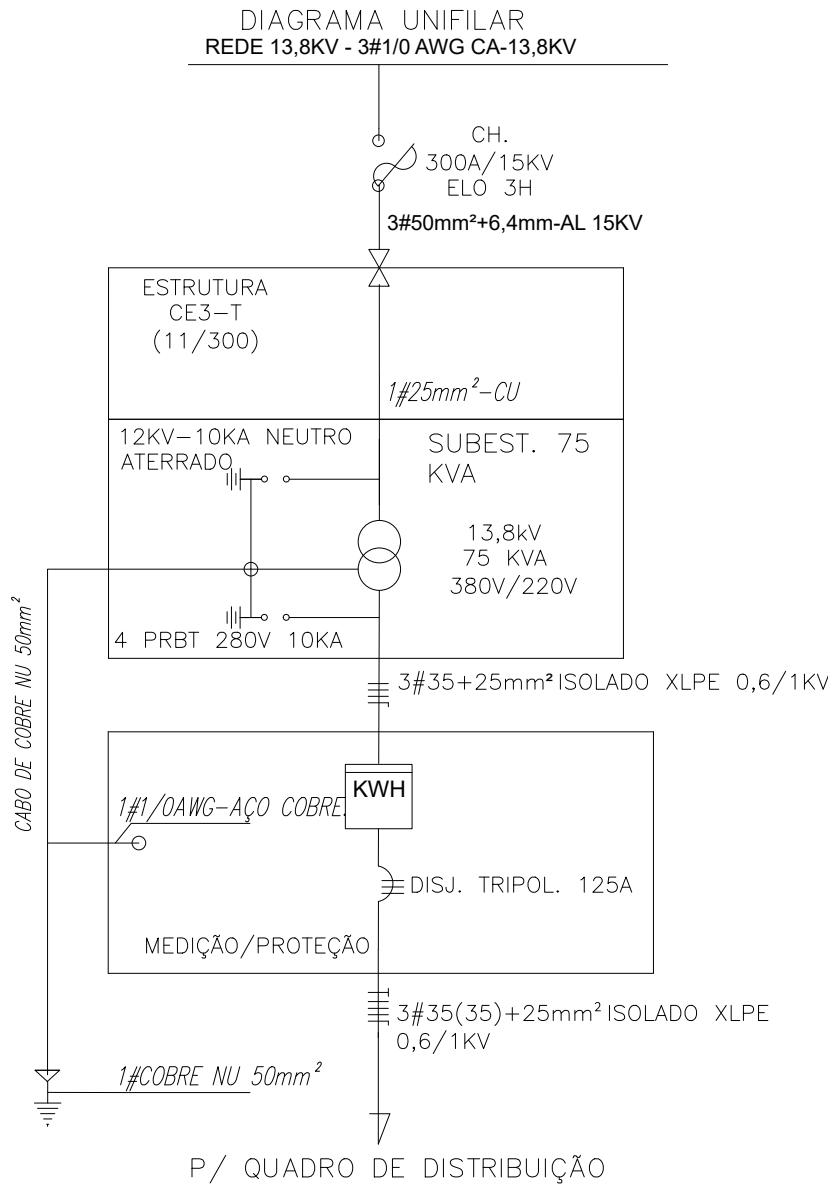 DIAGRAMA UNIFILAR
REDE 13,8KV - 3#1/0 AWG CA-13,8KV
CH.
300A/15KV
ELO 3H
3#50mm²+6,4mm-AL 15KV
ESTRUTURA
CE3-T
(11/300)
1#25mm²-CU
12KV-10KA NEUTRO
ATERRADO
SUBEST. 75
KVA
13,8kV
75 KVA
380V/220V
4 PRBT 280V 10KA
CABO DE COBRE NU 50mm²
3#35+25mm² ISOLADO XLPE 0,6/1KV
KWH
1#1/0AWG-AÇO COBRE.
DISJ. TRIPOL. 125A
MEDIÇÃO/PROTEÇÃO
3#35(35)+25mm² ISOLADO XLPE
0,6/1KV
1#COBRE NU 50mm²
P/ QUADRO DE DISTRIBUIÇÃO